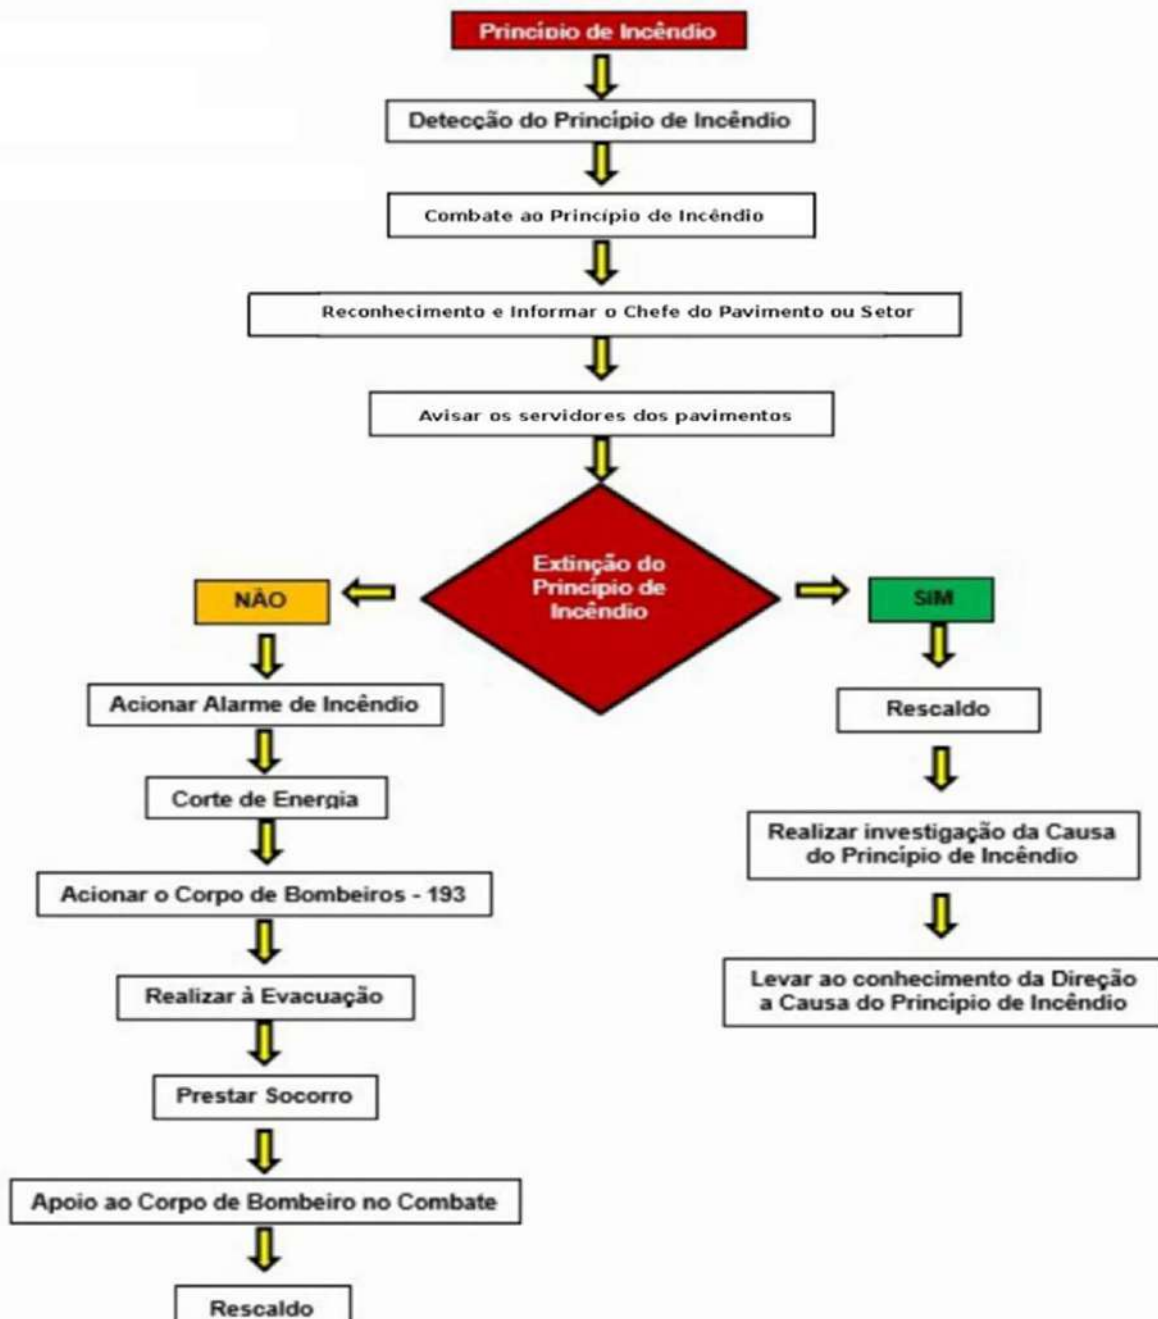 Princípio de Incêndio
Detecção do Princípio de Incêndio
Combate ao Princípio de Incêndio
Reconhecimento e Informar o Chefe do Pavimento ou Setor
Avisar os servidores dos pavimentos
Extinção do
Princípio de
Incêndio
NÃO
Acionar Alarme de Incêndio
Corte de Energia
Acionar o Corpo de Bombeiros - 193
Realizar à Evacuação
Prestar Socorro
Apoio ao Corpo de Bombeiro no Combate
Rescaldo
SIM
Rescaldo
Realizar investigação da Causa
do Princípio de Incêndio
Levar ao conhecimento da Direção
a Causa do Princípio de Incêndio